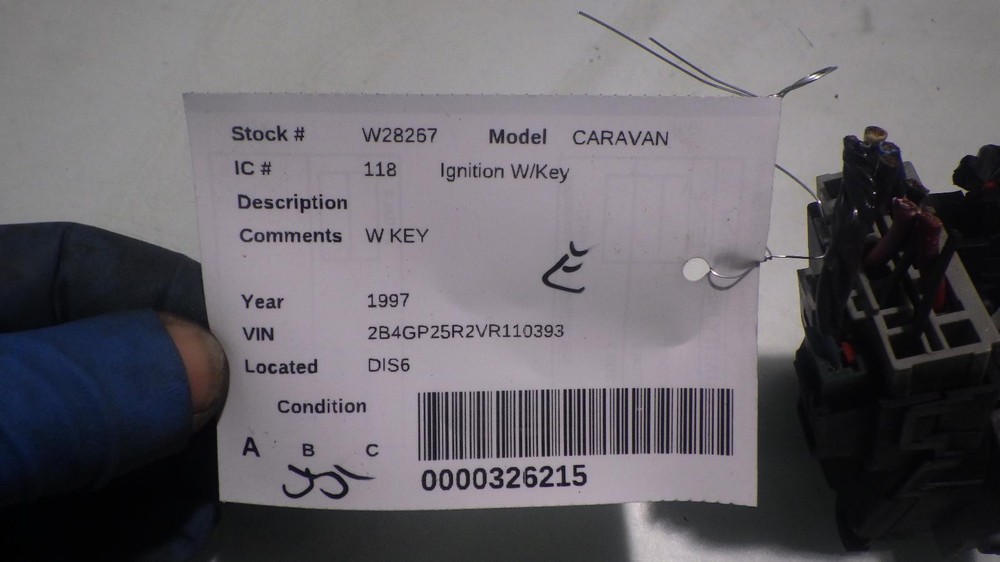 Stock # W28267 Model CARAVAN
IC # 118 Ignition W/Key
Description
Comments W KEY
Year 1997
VIN 2B4GP25R2VR110393
Located DIS6
Condition
A B C
0000326215